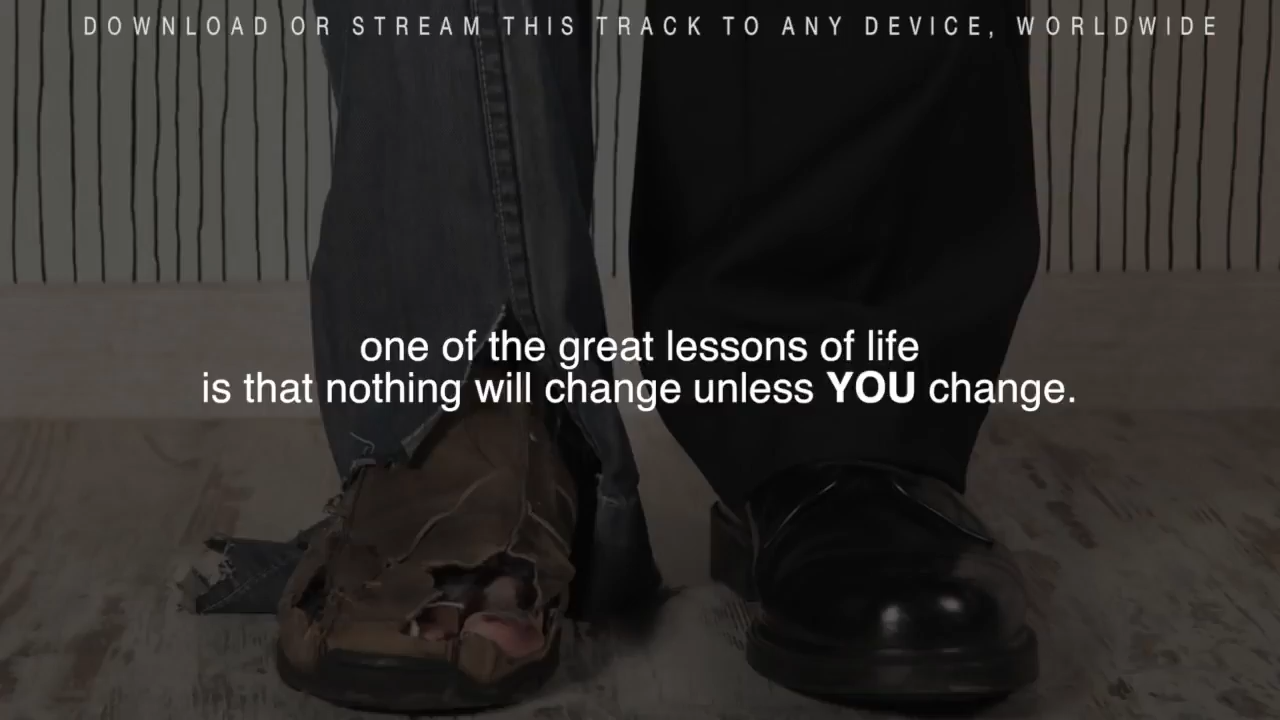 DOWNLOAD OR STREAM THIS TRACK TO ANY DEVICE, WORLDWIDE
one of the great lessons of life
is that nothing will change unless YOU change.